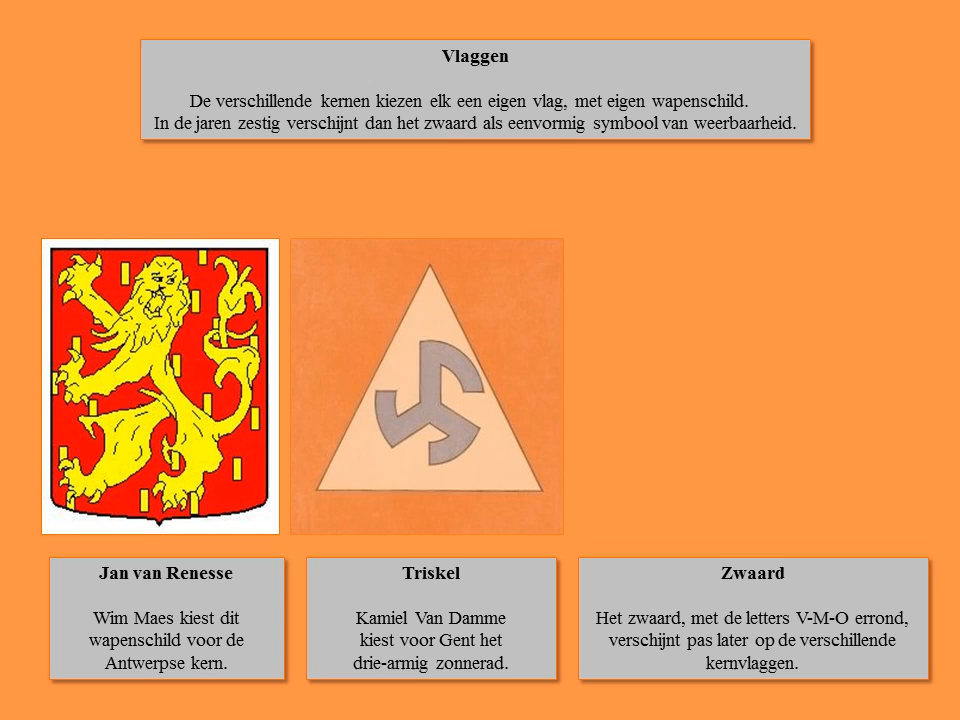 Vlaggen
De verschillende kernen kiezen elk een eigen vlag, met eigen wapenschild.
In de jaren zestig verschijnt dan het zwaard als eenvormig symbool van weerbaarheid.
Jan van Renesse
Wim Maes kiest dit
wapenschild voor de
Antwerpse kern.
Triskel
Kamiel Van Damme
kiest voor Gent het
drie-armig zonnerad.
Zwaard
Het zwaard, met de letters V-M-O errond,
verschijnt pas later op de verschillende
kernvlaggen.